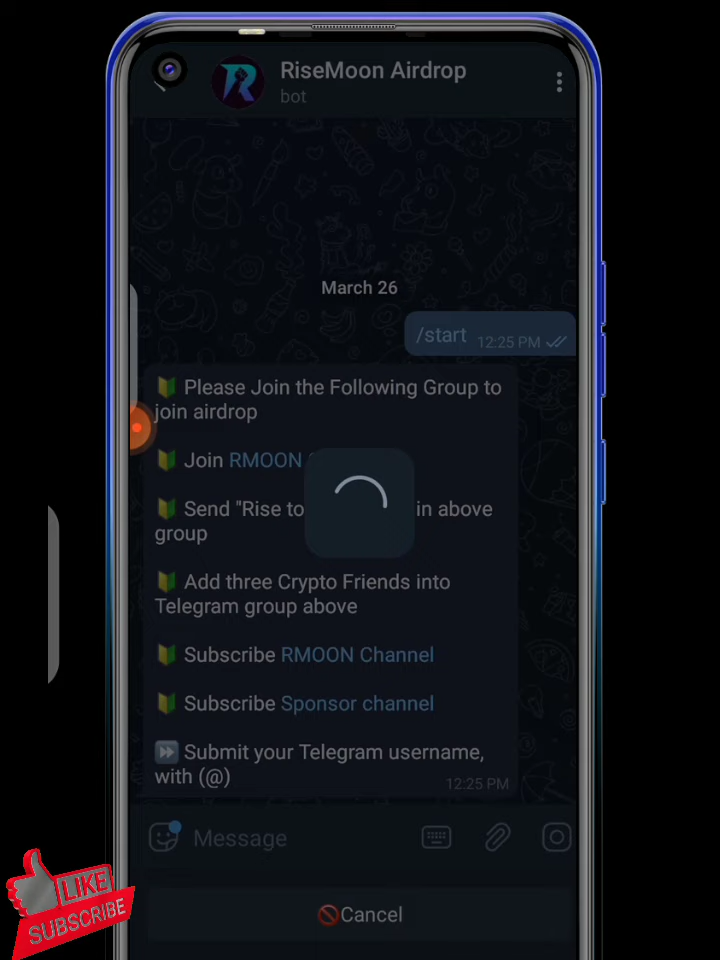 RiseMoon Airdrop
bot
March 26
/start 12:25 PM
🔰 Please Join the Following Group to
join airdrop
🔰 Join RMOON
🔰 Send "Rise to in above
group
🔰 Add three Crypto Friends into
Telegram group above
🔰 Subscribe RMOON Channel
🔰 Subscribe Sponsor channel
⏩ Submit your Telegram username,
with (@) 12:25 PM
Message
🚫Cancel
LIKE
SUBSCRIBE